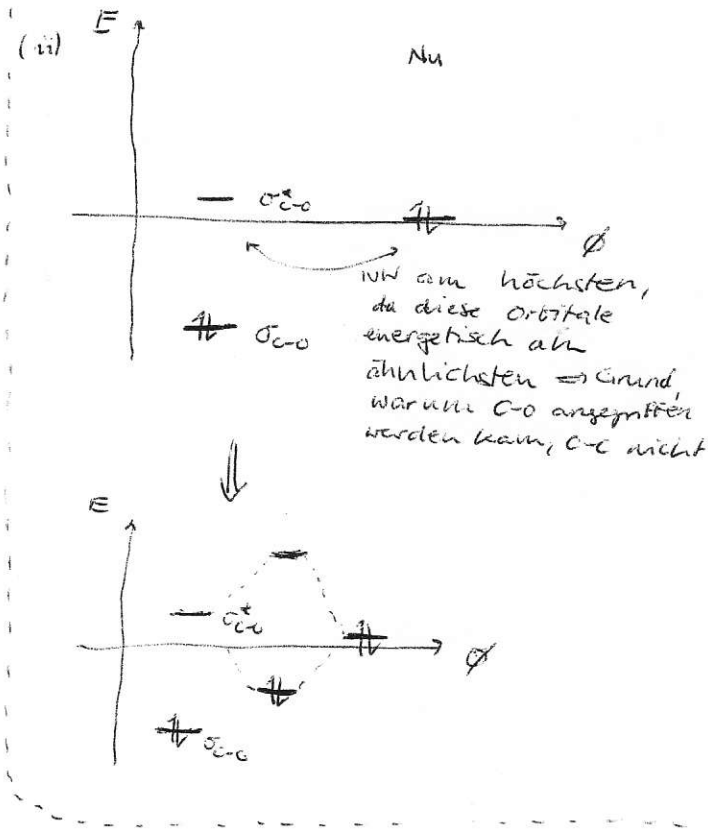 (ii)
E
Nu
σ*C-O
Ø
σC-O
WW am höchsten,
da diese Orbitale
energetisch am
ähnlichsten ⇒ Grund,
warum C-O angegriffen
werden kann, C-C nicht
E
σ*C-O
Ø
σC-O